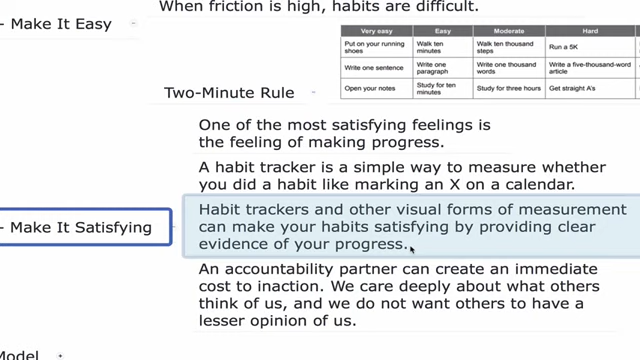 When friction is high, habits are difficult.
- Make It Easy
Very easy Easy Moderate Hard
Put on your running shoes Walk ten minutes Walk ten thousand steps Run a 5K
Write one sentence Write one paragraph Write one thousand words Write a five-thousand-word article
Open your notes Study for ten minutes Study for three hours Get straight A's
Two-Minute Rule
One of the most satisfying feelings is
the feeling of making progress.
A habit tracker is a simple way to measure whether
you did a habit like marking an X on a calendar.
- Make It Satisfying
Habit trackers and other visual forms of measurement
can make your habits satisfying by providing clear
evidence of your progress.
An accountability partner can create an immediate
cost to inaction. We care deeply about what others
think of us, and we do not want others to have a
lesser opinion of us.
Model